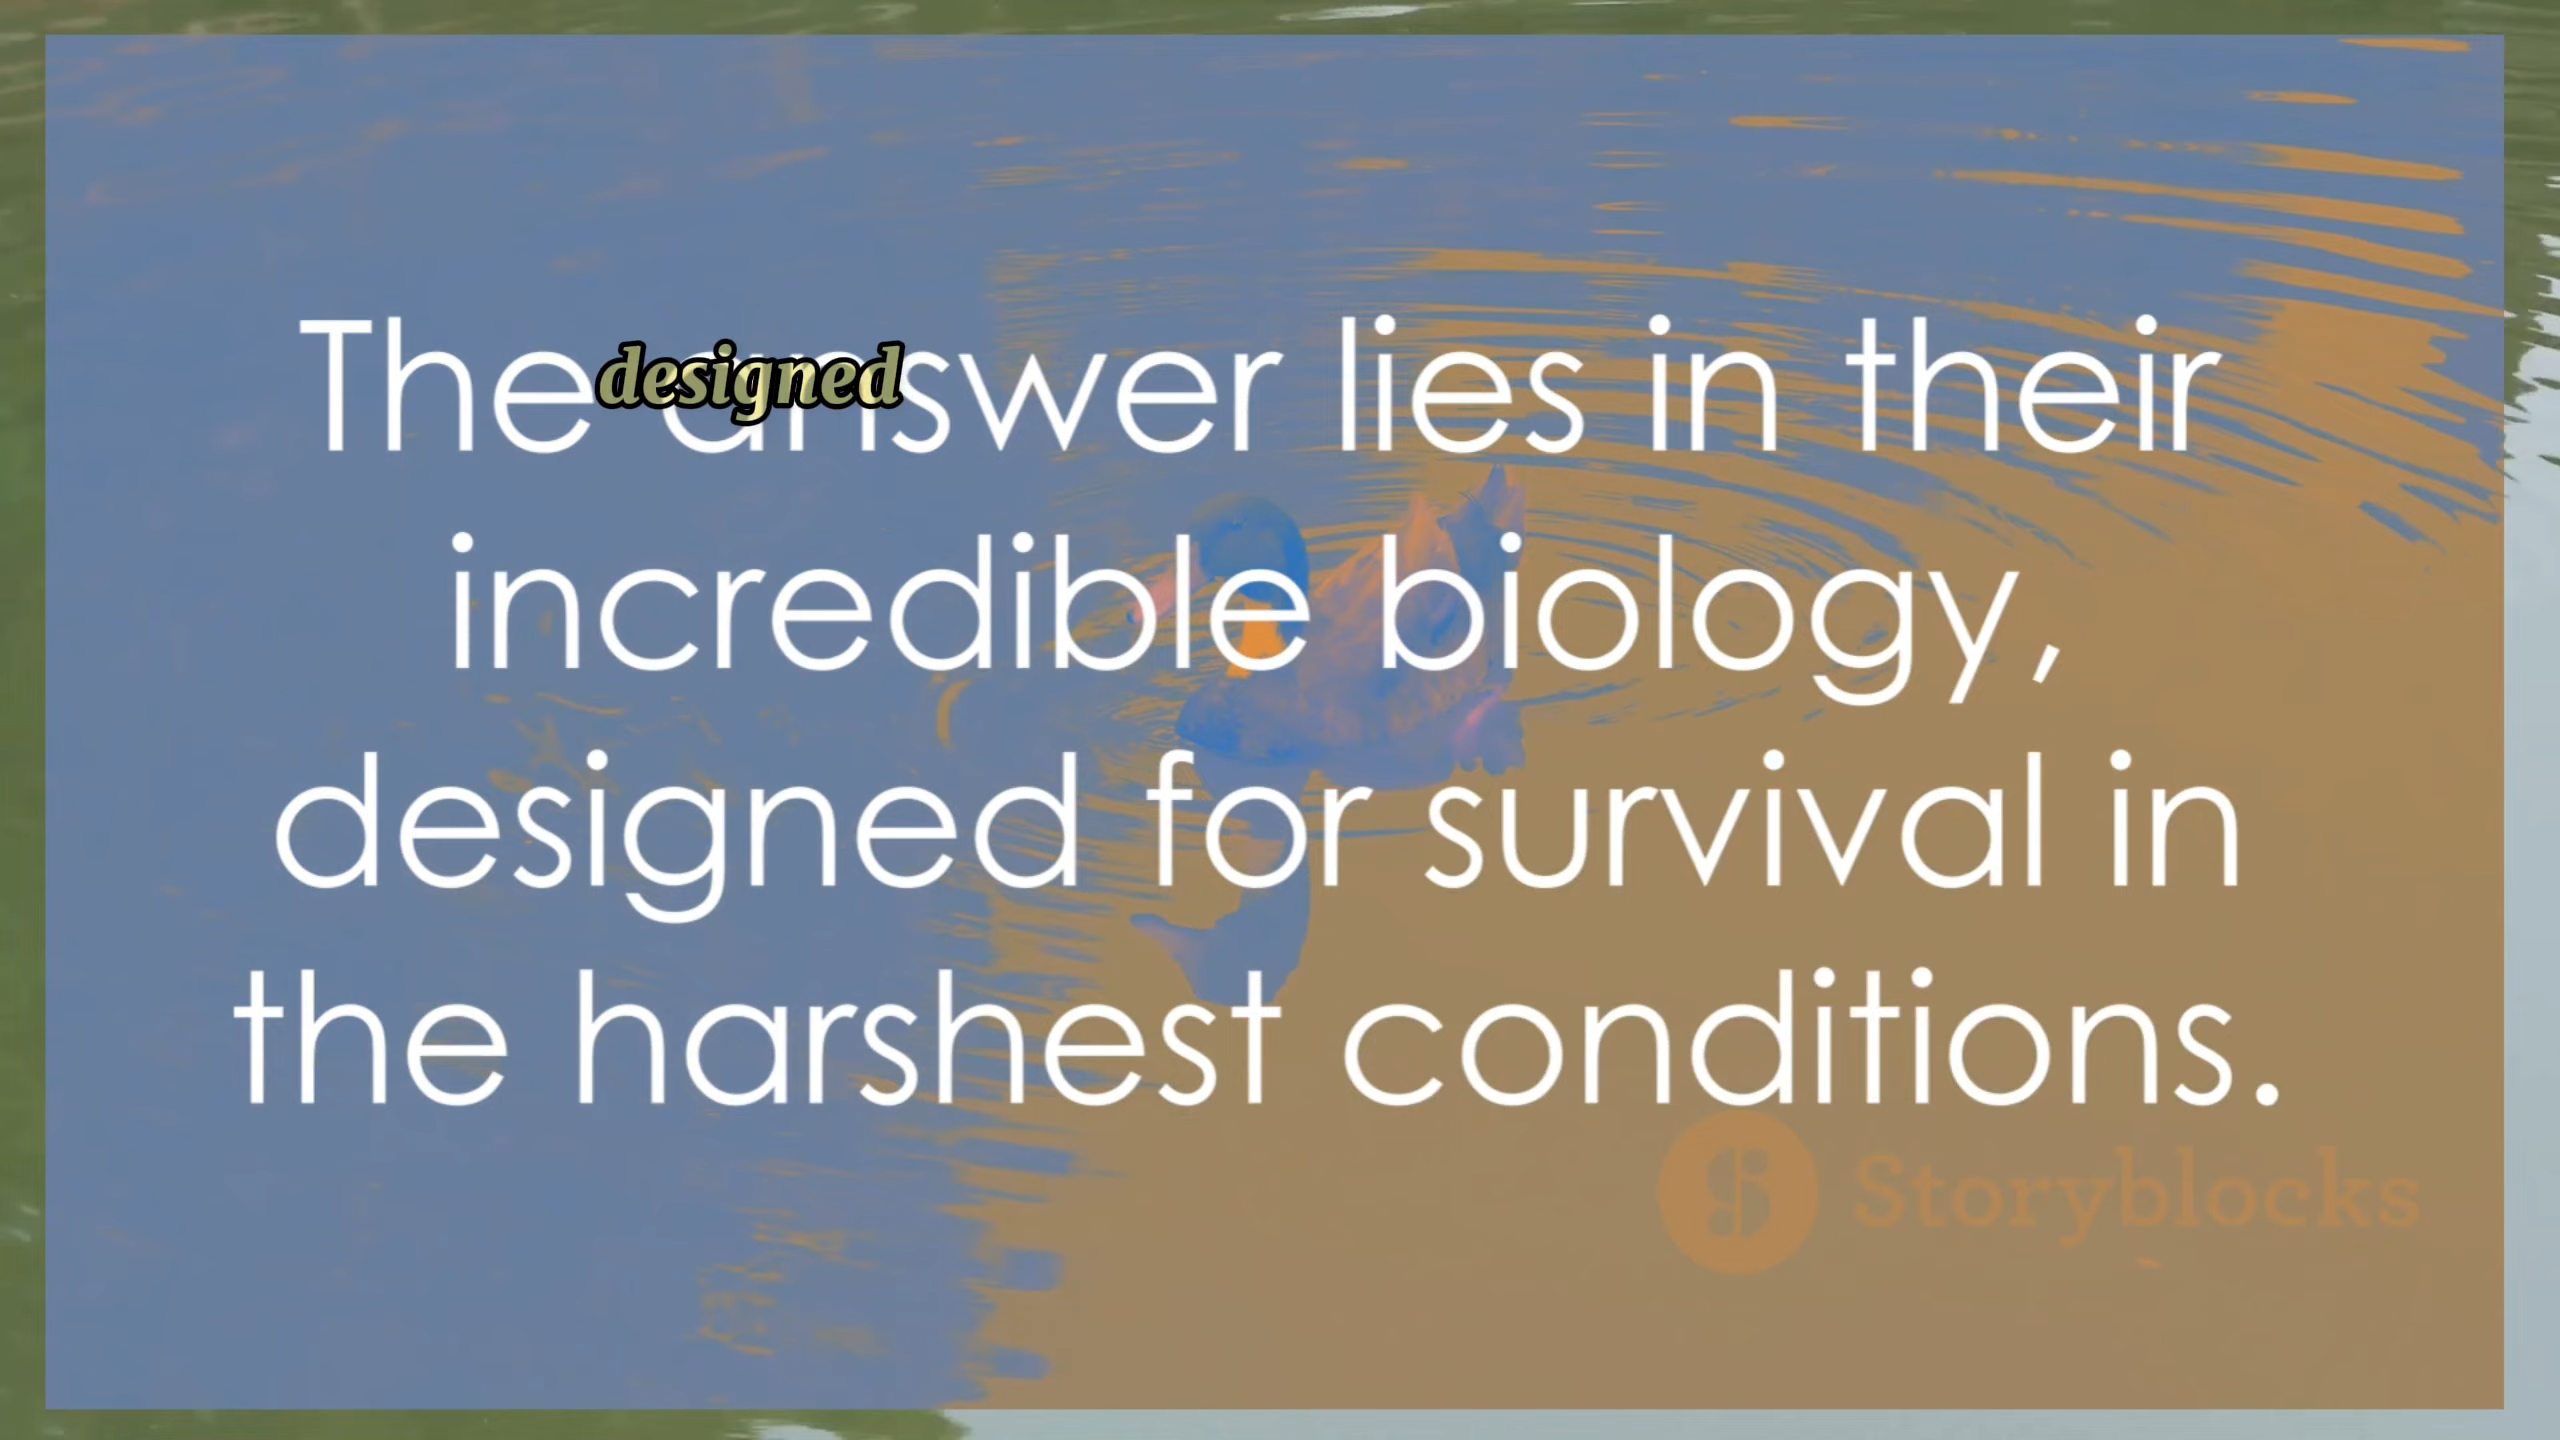 The answer lies in their
designed
incredible biology,
designed for survival in
the harshest conditions.
Storyblocks